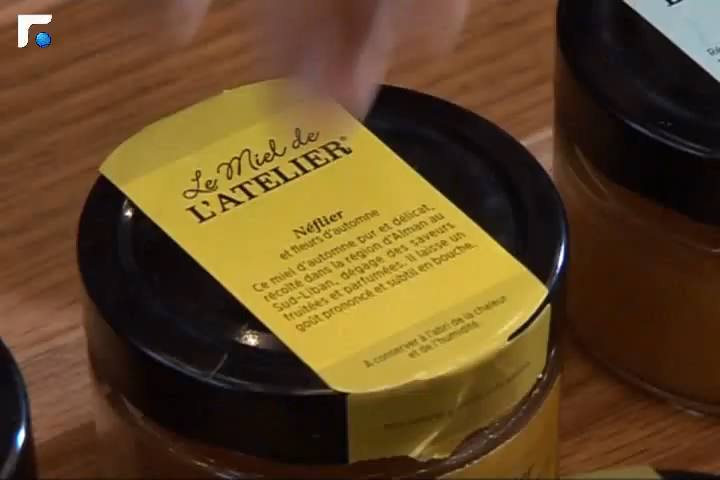 Le Miel de
L'ATELIER®
Néflier
et fleurs d'automne
Ce miel d'automne pur et délicat,
récolté dans la région d'Alman au
Sud-Liban, dégage des saveurs
fruitées et parfumées. Il laisse un
goût prononcé et subtil en bouche.
A conserver à l'abri de la chaleur
et de l'humidité